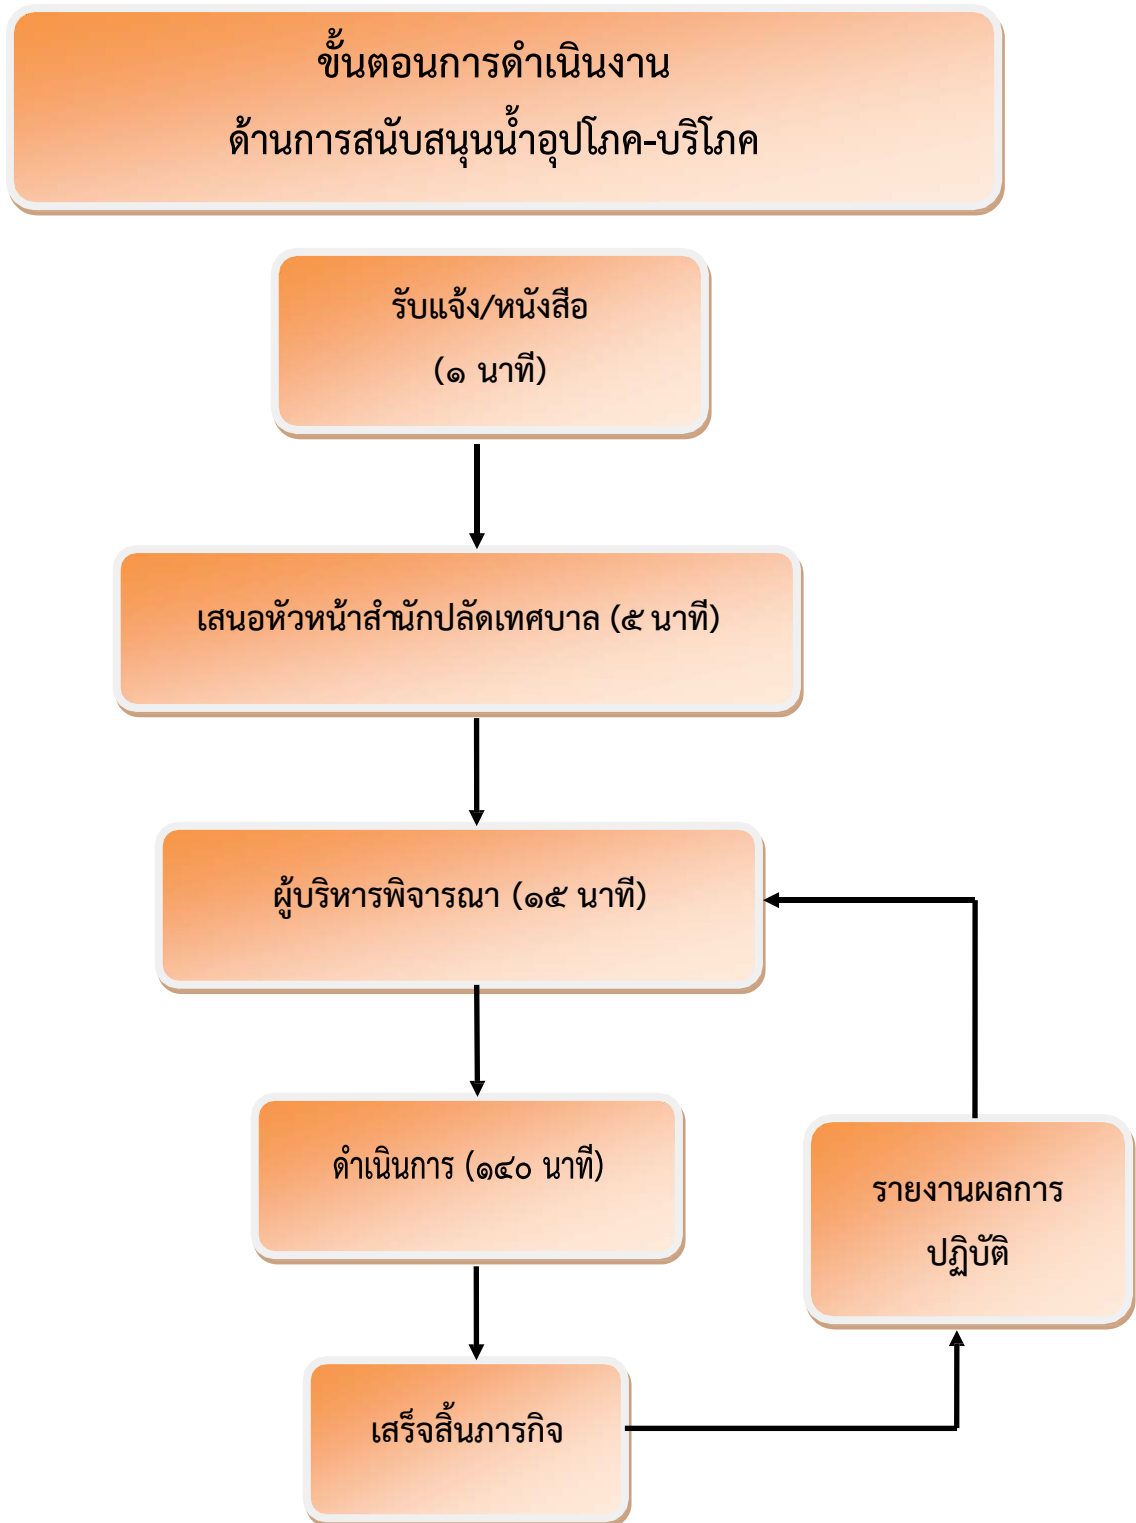 ขั้นตอนการดำเนินงาน
ด้านการสนับสนุนน้ำอุปโภค-บริโภค
รับแจ้ง/หนังสือ
(๑ นาที)
เสนอหัวหน้าสำนักปลัดเทศบาล (๕ นาที)
ผู้บริหารพิจารณา (๑๕ นาที)
ดำเนินการ (๑๔๐ นาที)
รายงานผลการ
ปฏิบัติ
เสร็จสิ้นภารกิจ